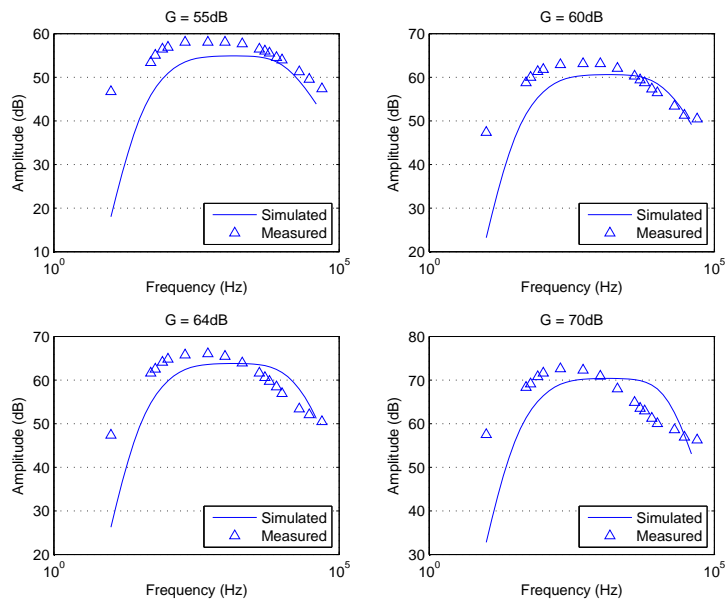 G = 55dB
60
50
40
30
20
10
Amplitude (dB)
Simulated
Measured
10^0
10^5
Frequency (Hz)
G = 60dB
70
60
50
40
30
20
Amplitude (dB)
Simulated
Measured
10^0
10^5
Frequency (Hz)
G = 64dB
70
60
50
40
30
20
Amplitude (dB)
Simulated
Measured
10^0
10^5
Frequency (Hz)
G = 70dB
80
70
60
50
40
30
Amplitude (dB)
Simulated
Measured
10^0
10^5
Frequency (Hz)